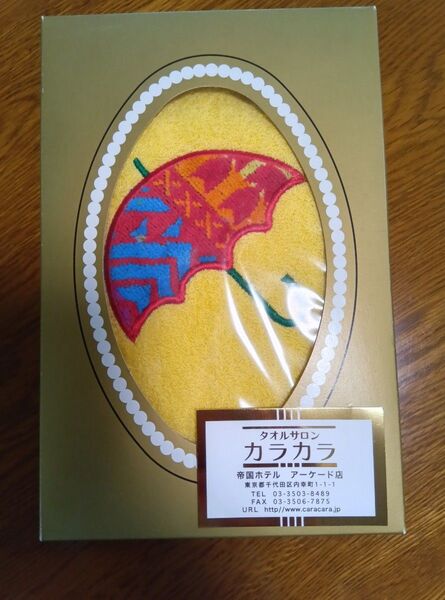 タオルサロン
カラカラ
帝国ホテル アーケード店
東京都千代田区内幸町1-1-1
TEL 03-3503-8489
FAX 03-3506-7875
URL http//www.caracara.jp